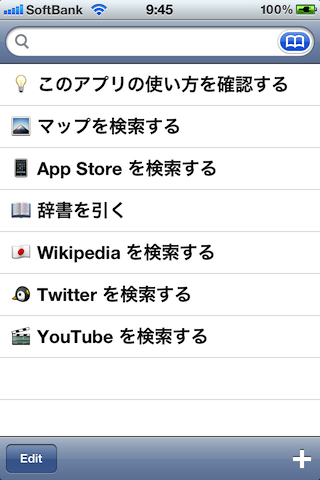 SoftBank 9:45 100%
このアプリの使い方を確認する
マップを検索する
App Store を検索する
辞書を引く
Wikipedia を検索する
Twitter を検索する
YouTube を検索する
Edit